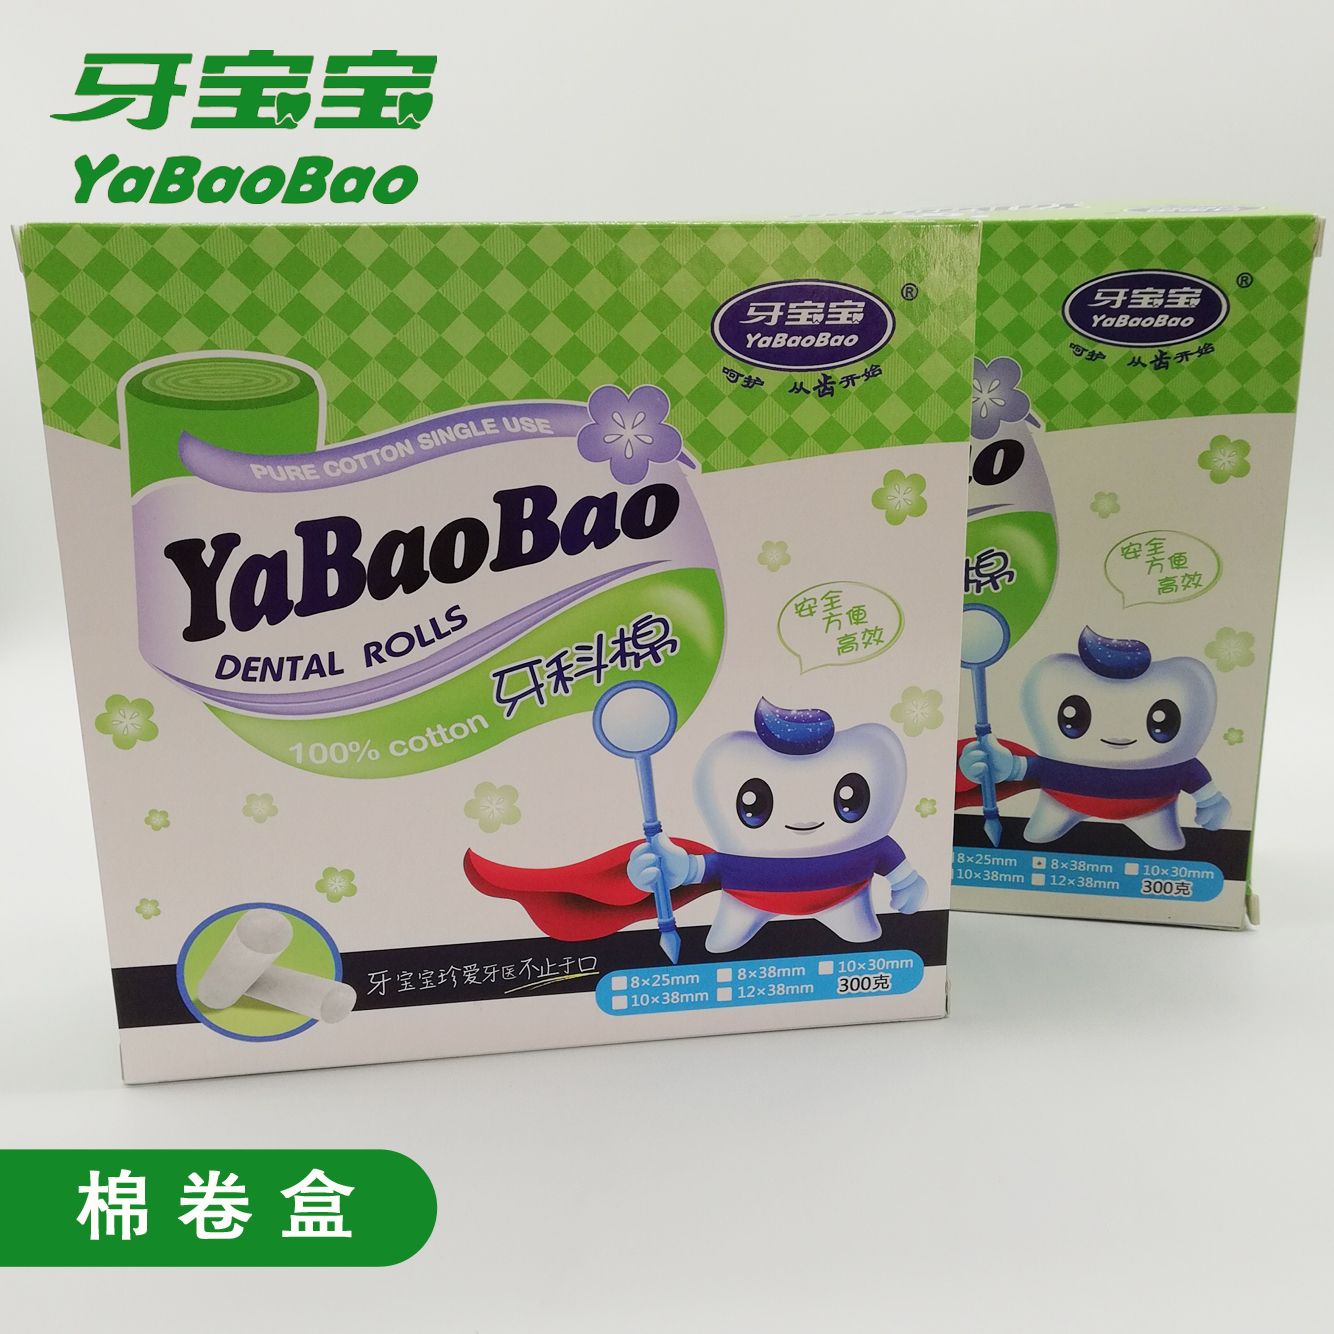 牙宝宝
YaBaoBao
牙宝宝
YaBaoBao
®
呵护 从齿开始
PURE COTTON SINGLE USE
YaBaoBao
DENTAL ROLLS
100% cotton 牙科棉
安全
方便
高效
牙宝宝珍爱牙医不止于口
8×25mm 8×38mm 10×30mm
10×38mm 12×38mm 300克
牙宝宝
YaBaoBao
®
呵护 从齿开始
o
棉
安全
方便
高效
8×25mm 8×38mm 10×30mm
10×38mm 12×38mm 300克
棉卷盒